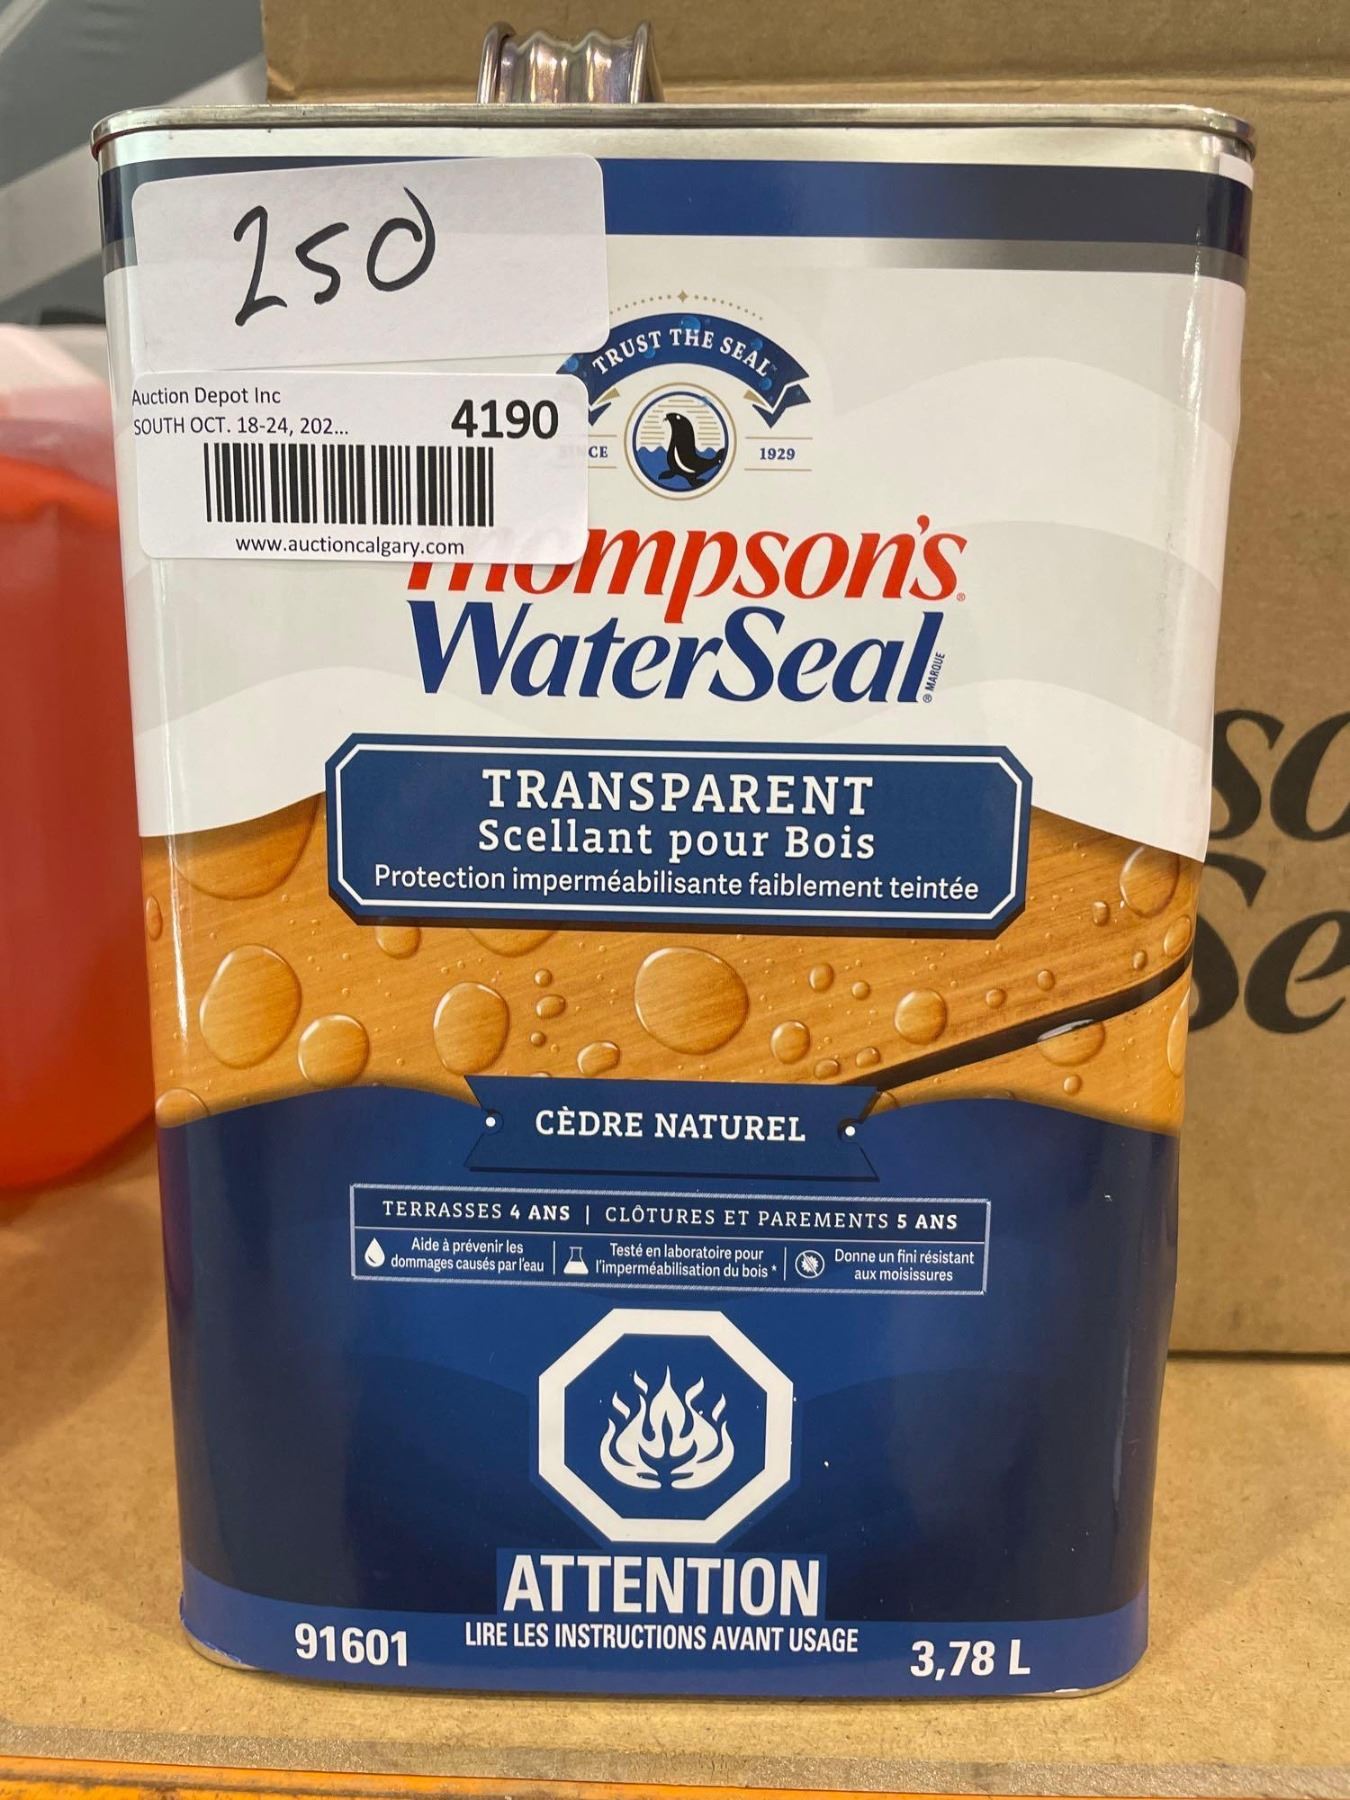 250
Auction Depot Inc
SOUTH OCT. 18-24, 202...
4190
www.auctioncalgary.com
TRUST THE SEAL™
SINCE 1929
Thompson's®
WaterSeal®
MARQUE
TRANSPARENT
Scellant pour Bois
Protection imperméabilisante faiblement teintée
CÈDRE NATUREL
TERRASSES 4 ANS | CLÔTURES ET PAREMENTS 5 ANS
Aide à prévenir les
dommages causés par l'eau
Testé en laboratoire pour
l'imperméabilisation du bois *
Donne un fini résistant
aux moisissures
ATTENTION
LIRE LES INSTRUCTIONS AVANT USAGE
91601
3,78 L
so
Se